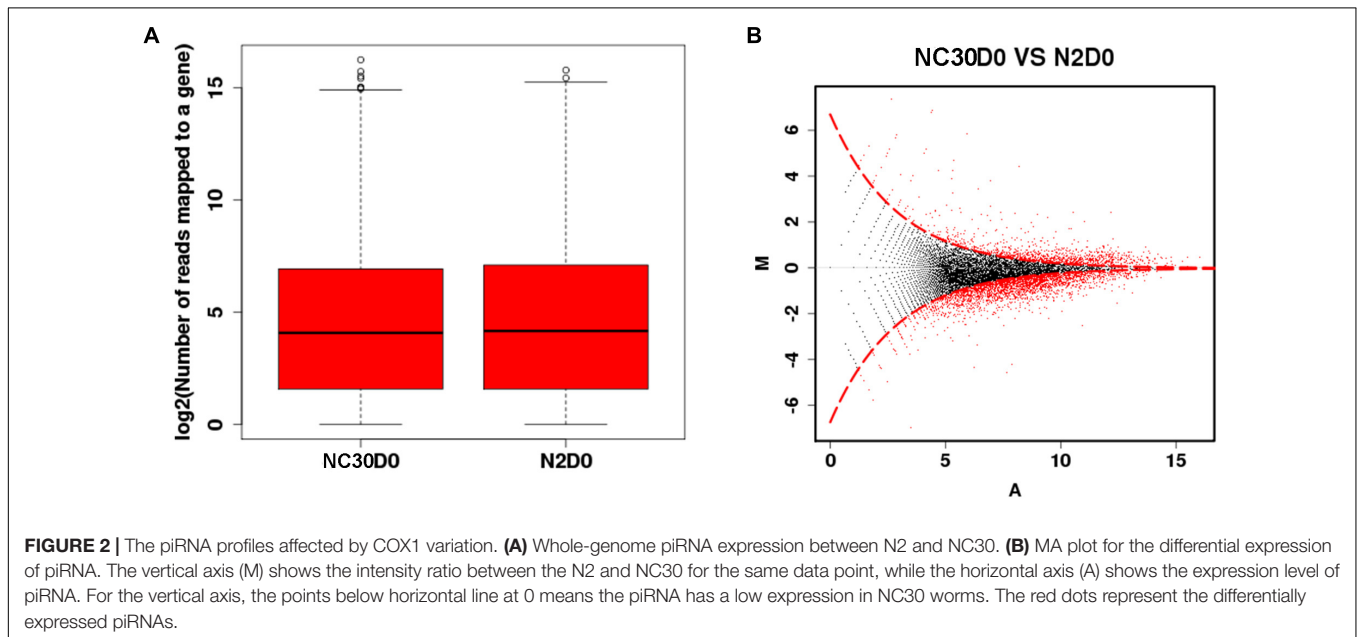 A
log2(Number of reads mapped to a gene)
15
10
5
0
NC30D0
N2D0
B
NC30D0 VS N2D0
M
6
4
2
0
-2
-4
-6
0
5
10
15
A
FIGURE 2 | The piRNA profiles affected by COX1 variation. (A) Whole-genome piRNA expression between N2 and NC30. (B) MA plot for the differential expression
of piRNA. The vertical axis (M) shows the intensity ratio between the N2 and NC30 for the same data point, while the horizontal axis (A) shows the expression level of
piRNA. For the vertical axis, the points below horizontal line at 0 means the piRNA has a low expression in NC30 worms. The red dots represent the differentially
expressed piRNAs.